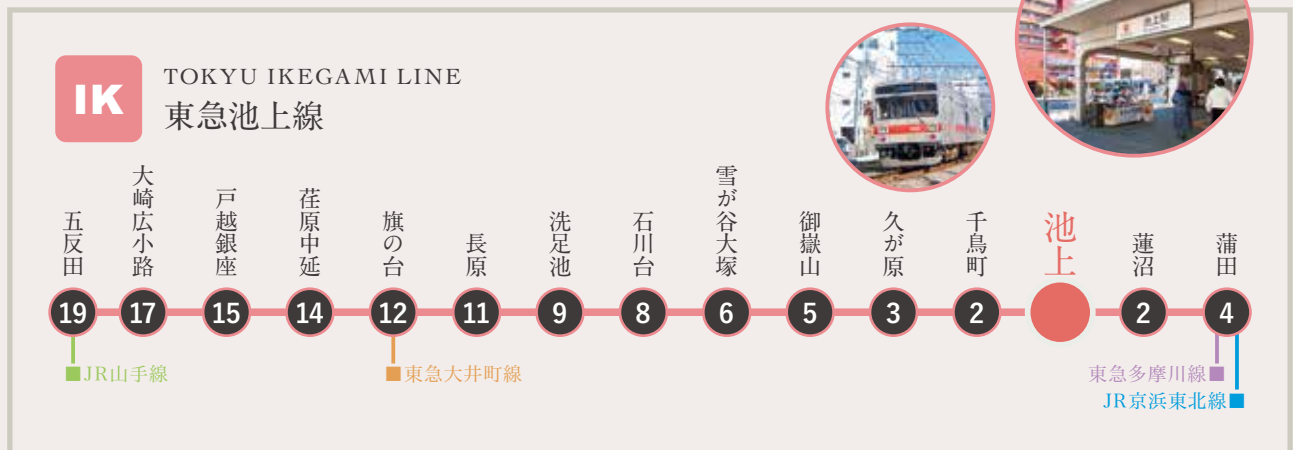 IK
TOKYU IKEGAMI LINE
東急池上線
池上駅
五反田
大崎広小路
戸越銀座
荏原中延
旗の台
長原
洗足池
石川台
雪が谷大塚
御嶽山
久が原
千鳥町
池上
蓮沼
蒲田
19
17
15
14
12
11
9
8
6
5
3
2
2
4
■JR山手線
■東急大井町線
東急多摩川線■
JR京浜東北線■